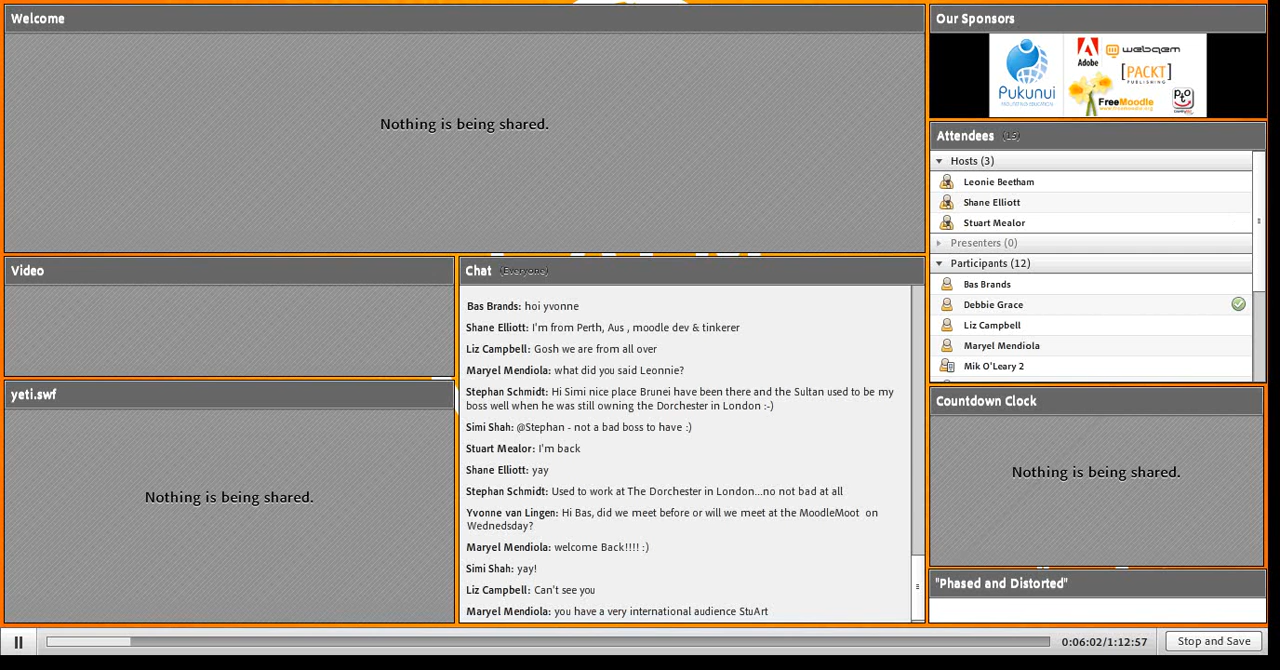 Welcome
Nothing is being shared.
Our Sponsors
Pukunui
Adobe
webqem
[PACKT]
PUBLISHING
FreeMoodle
Attendees (15)
Hosts (3)
Leonie Beetham
Shane Elliott
Stuart Mealor
Presenters (0)
Participants (12)
Bas Brands
Debbie Grace
Liz Campbell
Maryel Mendiola
Mik O'Leary 2
Video
yeti.swf
Nothing is being shared.
Chat (Everyone)
Bas Brands: hoi yvonne
Shane Elliott: I'm from Perth, Aus , moodle dev & tinkerer
Liz Campbell: Gosh we are from all over
Maryel Mendiola: what did you said Leonnie?
Stephan Schmidt: Hi Simi nice place Brunei have been there and the Sultan used to be my
boss well when he was still owning the Dorchester in London :-)
Simi Shah: @Stephan - not a bad boss to have :)
Stuart Mealor: I'm back
Shane Elliott: yay
Stephan Schmidt: Used to work at The Dorchester in London...no not bad at all
Yvonne van Lingen: Hi Bas, did we meet before or will we meet at the MoodleMoot on
Wednedsday?
Maryel Mendiola: welcome Back!!!! :)
Simi Shah: yay!
Liz Campbell: Can't see you
Maryel Mendiola: you have a very international audience StuArt
Countdown Clock
Nothing is being shared.
"Phased and Distorted"
0:06:02/1:12:57
Stop and Save